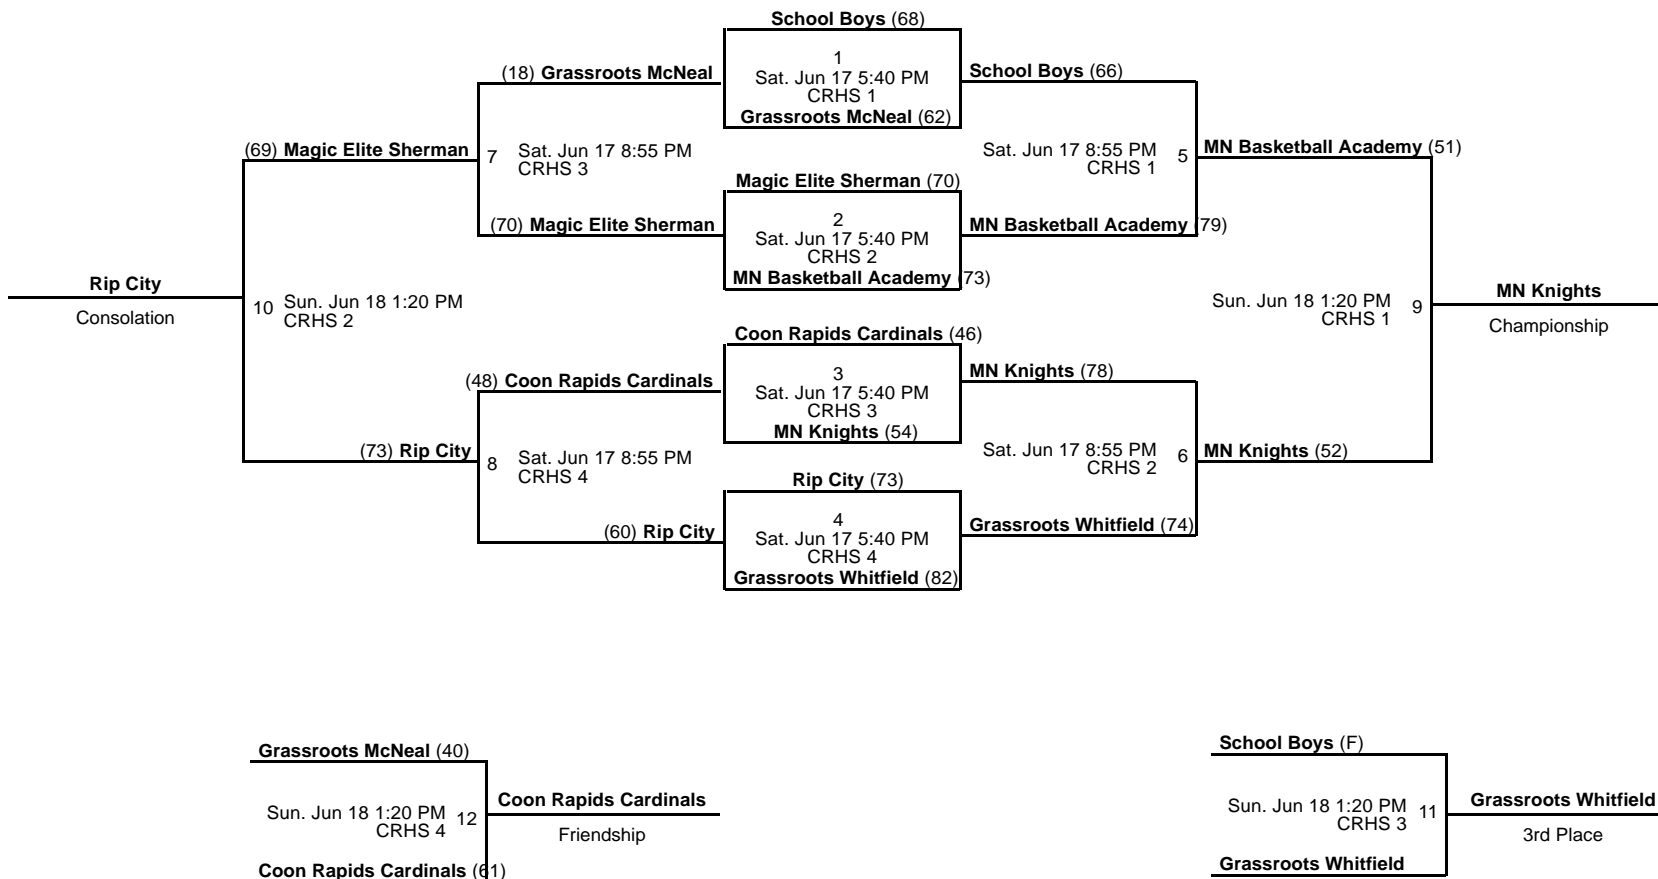 School Boys (68)
1
Sat. Jun 17 5:40 PM
CRHS 1
Grassroots McNeal (62)
(18) Grassroots McNeal
School Boys (66)
(69) Magic Elite Sherman
7 Sat. Jun 17 8:55 PM
CRHS 3
Sat. Jun 17 8:55 PM 5
CRHS 1
MN Basketball Academy (51)
Magic Elite Sherman (70)
2
Sat. Jun 17 5:40 PM
CRHS 2
MN Basketball Academy (73)
(70) Magic Elite Sherman
MN Basketball Academy (79)
Rip City
Consolation
10 Sun. Jun 18 1:20 PM
CRHS 2
Sun. Jun 18 1:20 PM 9
CRHS 1
MN Knights
Championship
Coon Rapids Cardinals (46)
3
Sat. Jun 17 5:40 PM
CRHS 3
MN Knights (54)
(48) Coon Rapids Cardinals
MN Knights (78)
(73) Rip City
8 Sat. Jun 17 8:55 PM
CRHS 4
Sat. Jun 17 8:55 PM 6
CRHS 2
MN Knights (52)
Rip City (73)
4
Sat. Jun 17 5:40 PM
CRHS 4
Grassroots Whitfield (82)
(60) Rip City
Grassroots Whitfield (74)
Grassroots McNeal (40)
Sun. Jun 18 1:20 PM 12
CRHS 4
Coon Rapids Cardinals (61)
Coon Rapids Cardinals
Friendship
School Boys (F)
Sun. Jun 18 1:20 PM 11
CRHS 3
Grassroots Whitfield
Grassroots Whitfield
3rd Place